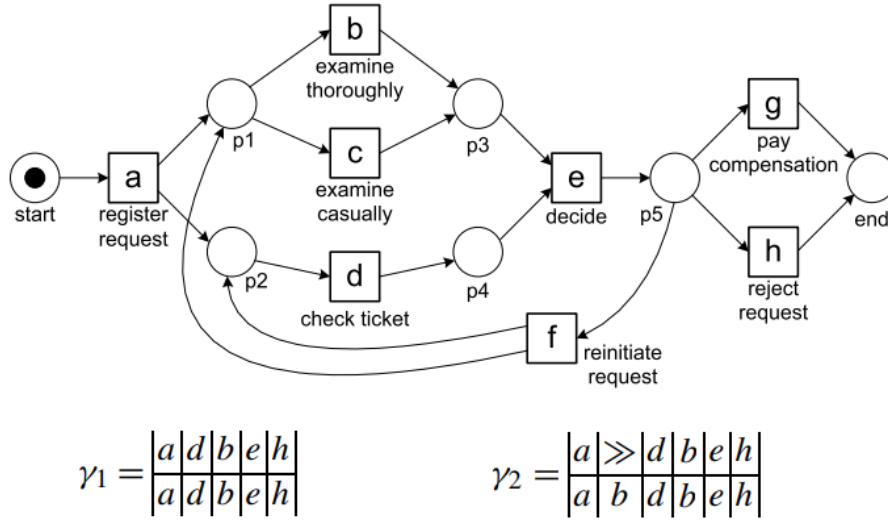 b
examine
thoroughly
g
pay
compensation
p1
c
examine
casually
p3
start
a
register
request
e
decide
p5
end
p2
d
check ticket
p4
h
reject
request
f
reinitiate
request
γ1 = |a|d|b|e|h|
|a|d|b|e|h|
γ2 = |a|≫|d|b|e|h|
|a|b|d|b|e|h|